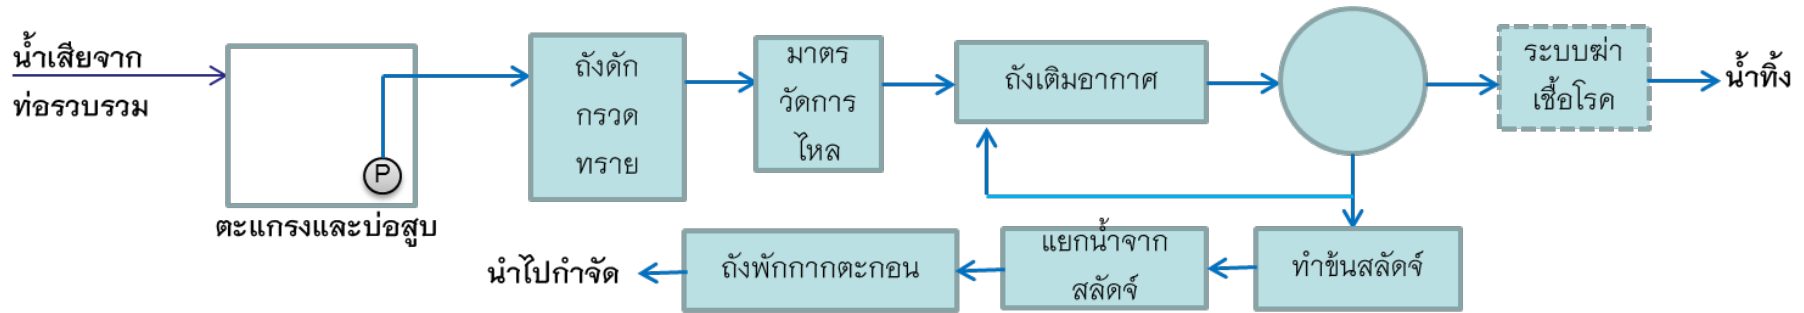 น้ำเสียจาก
ท่อรวบรวม
P
ตะแกรงและบ่อสูบ
ถังดัก
กรวด
ทราย
มาตร
วัดการ
ไหล
ถังเติมอากาศ
ระบบฆ่า
เชื้อโรค
น้ำทิ้ง
ทำข้นสลัดจ์
แยกน้ำจาก
สลัดจ์
ถังพักกากตะกอน
นำไปกำจัด